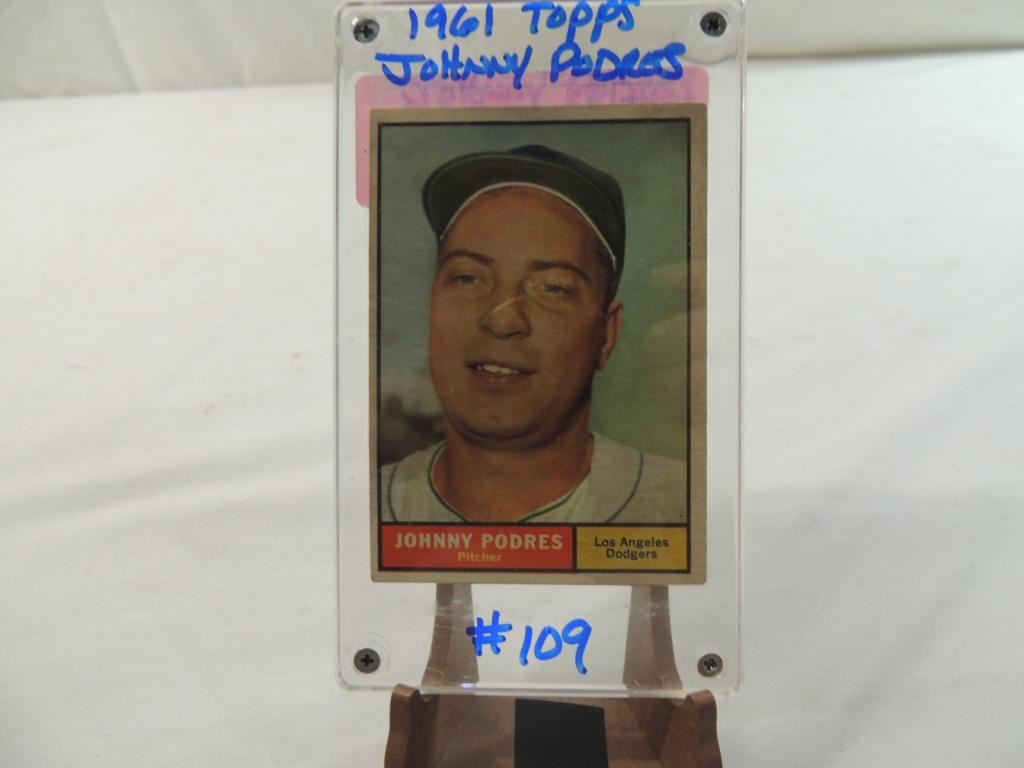 1961 Topps
JOHNNY PODRES
JOHNNY PODRES
Pitcher
Los Angeles
Dodgers
#109